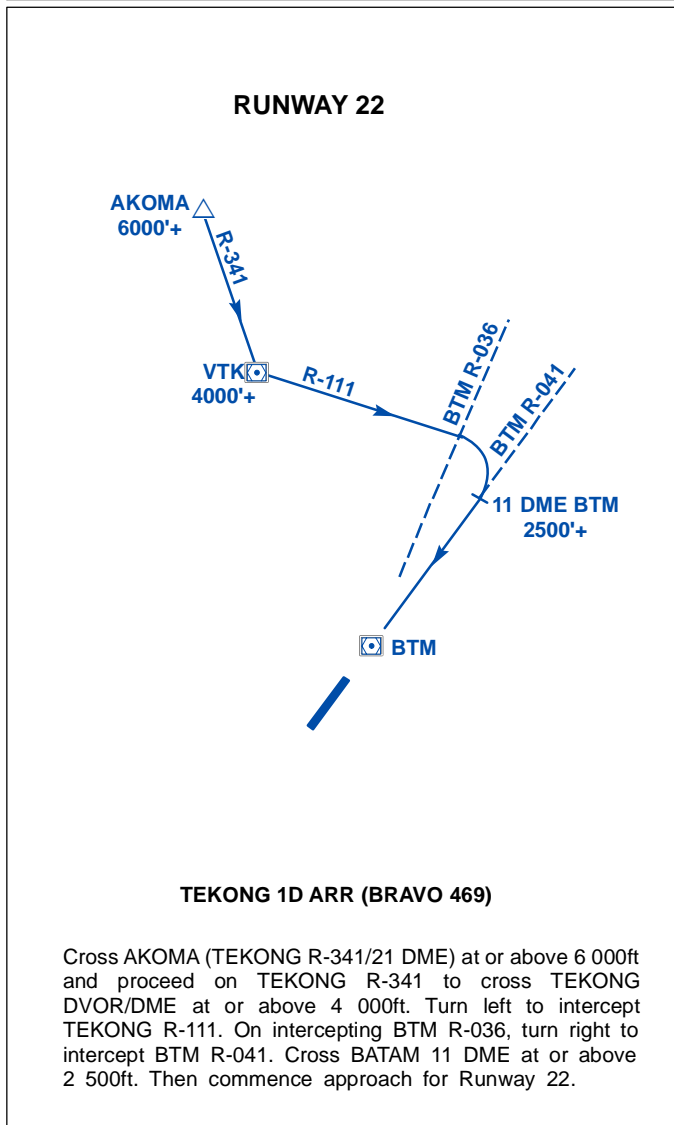 RUNWAY 22
AKOMA
6000'+
R-341
VTK
4000'+
R-111
BTM R-036
BTM R-041
11 DME BTM
2500'+
BTM
TEKONG 1D ARR (BRAVO 469)
Cross AKOMA (TEKONG R-341/21 DME) at or above 6 000ft
and proceed on TEKONG R-341 to cross TEKONG
DVOR/DME at or above 4 000ft. Turn left to intercept
TEKONG R-111. On intercepting BTM R-036, turn right to
intercept BTM R-041. Cross BATAM 11 DME at or above
2 500ft. Then commence approach for Runway 22.